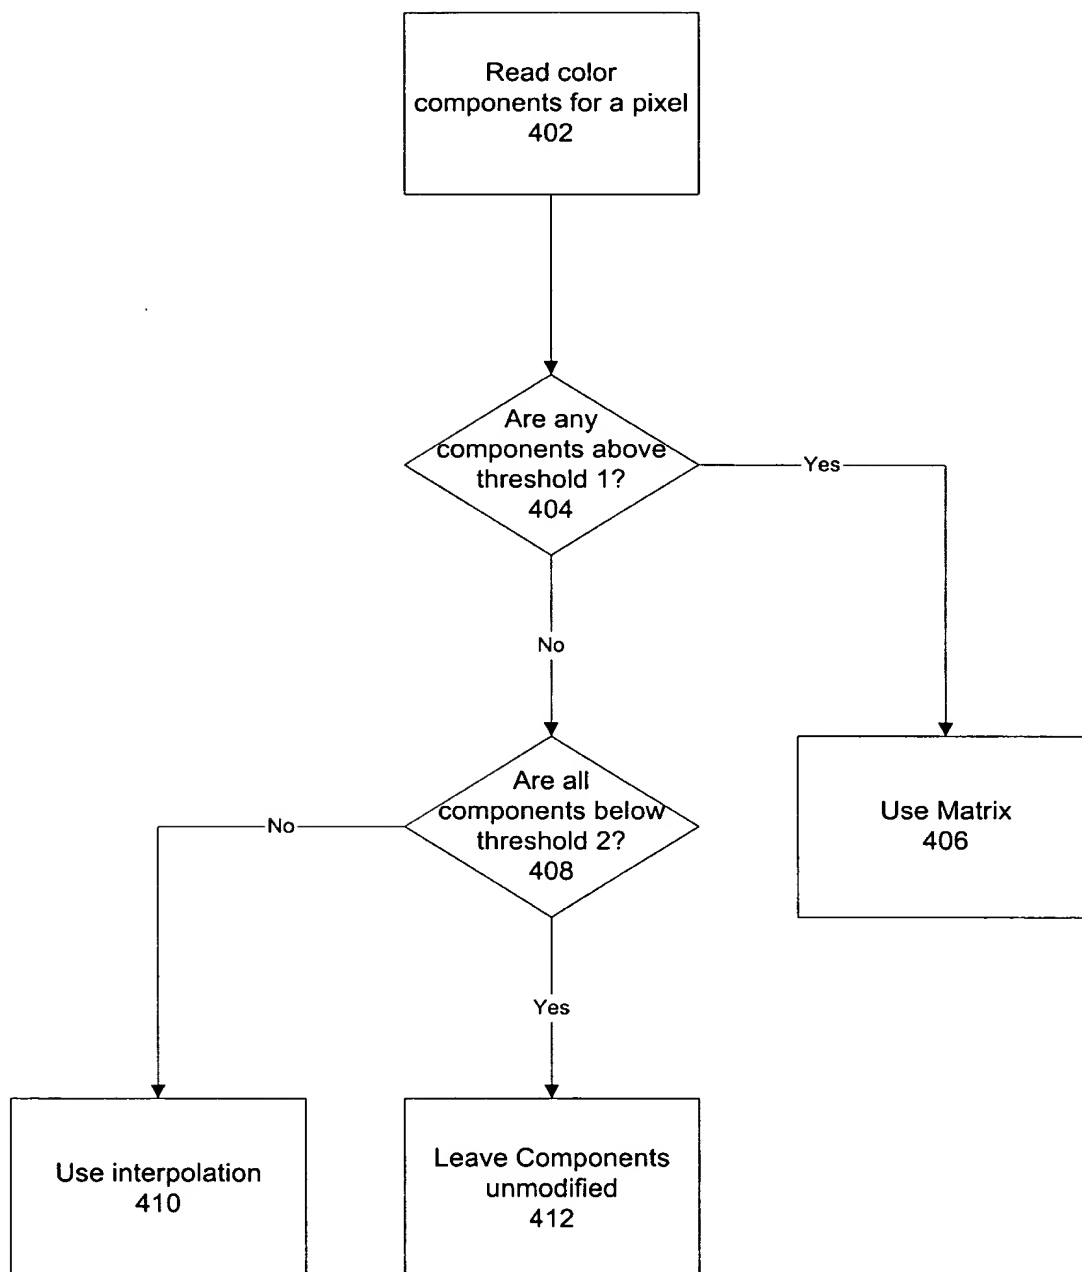 Read color
components for a pixel
402
Are any
components above
threshold 1?
404
Yes
No
Are all
components below
threshold 2?
408
No
Use Matrix
406
Yes
Use interpolation
410
Leave Components
unmodified
412